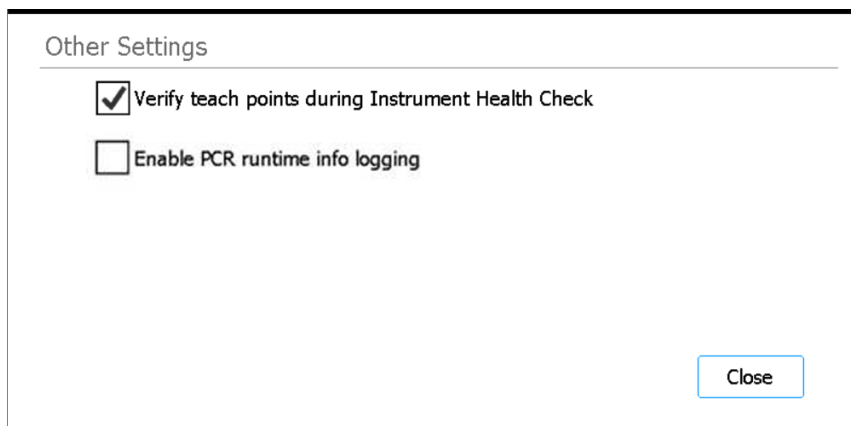 Other Settings
Verify teach points during Instrument Health Check
Enable PCR runtime info logging
Close